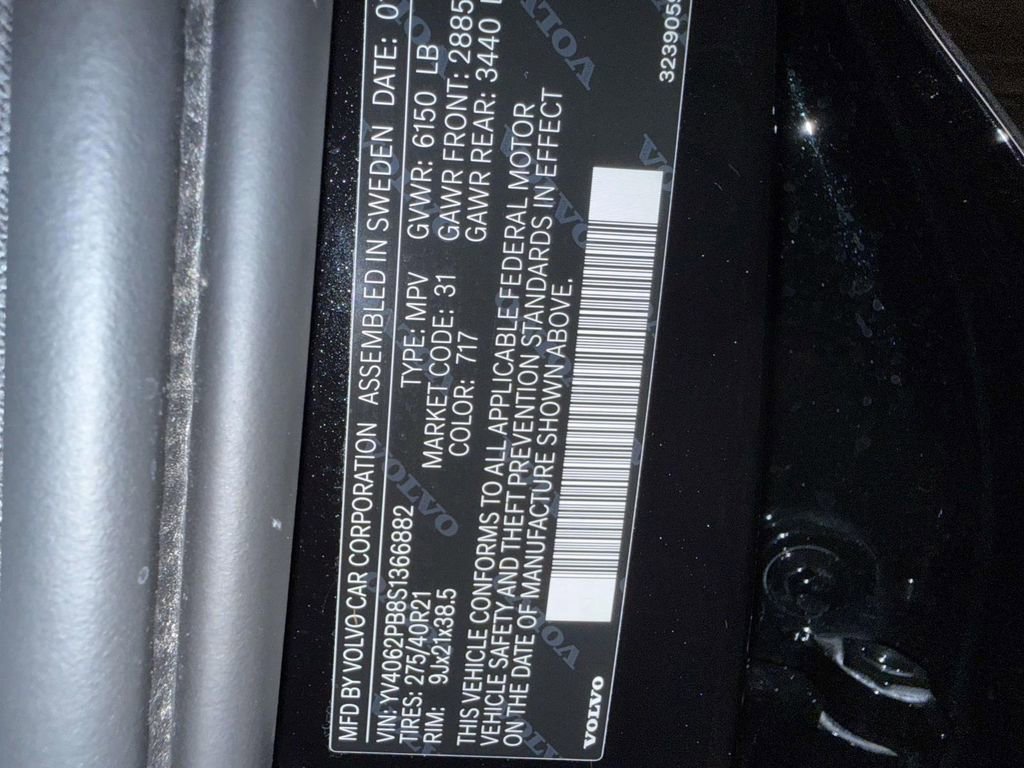 MFD BY VOLVO CAR CORPORATION ASSEMBLED IN SWEDEN DATE:
VIN: YV4062PB8S1366882 TYPE: MPV GVWR: 6150 LB
TIRES: 275/40R21 MARKET CODE: 31 GAWR FRONT: 2885
RIM: 9Jx21x38.5 COLOR: 717 GAWR REAR: 3440
THIS VEHICLE CONFORMS TO ALL APPLICABLE FEDERAL MOTOR
VEHICLE SAFETY AND THEFT PREVENTION STANDARDS IN EFFECT
ON THE DATE OF MANUFACTURE SHOWN ABOVE.
VOLVO